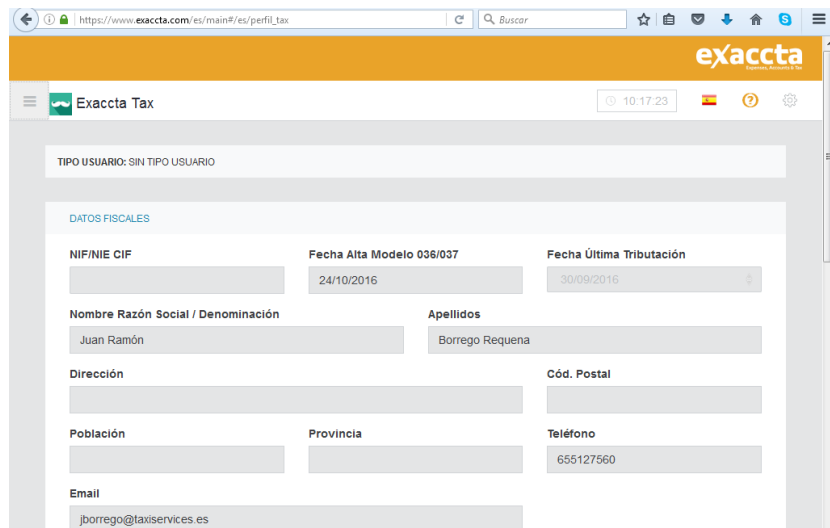 https://www.exaccta.com/es/main#/es/perfil_tax
Buscar
exaccta
Expenses, Accounts & Tax
Exaccta Tax
10:17:23
TIPO USUARIO: SIN TIPO USUARIO
DATOS FISCALES
NIF/NIE CIF
Fecha Alta Modelo 036/037
Fecha Última Tributación
24/10/2016
30/09/2016
Nombre Razón Social / Denominación
Apellidos
Juan Ramón
Borrego Requena
Dirección
Cód. Postal
Población
Provincia
Teléfono
655127560
Email
jborrego@taxiservices.es